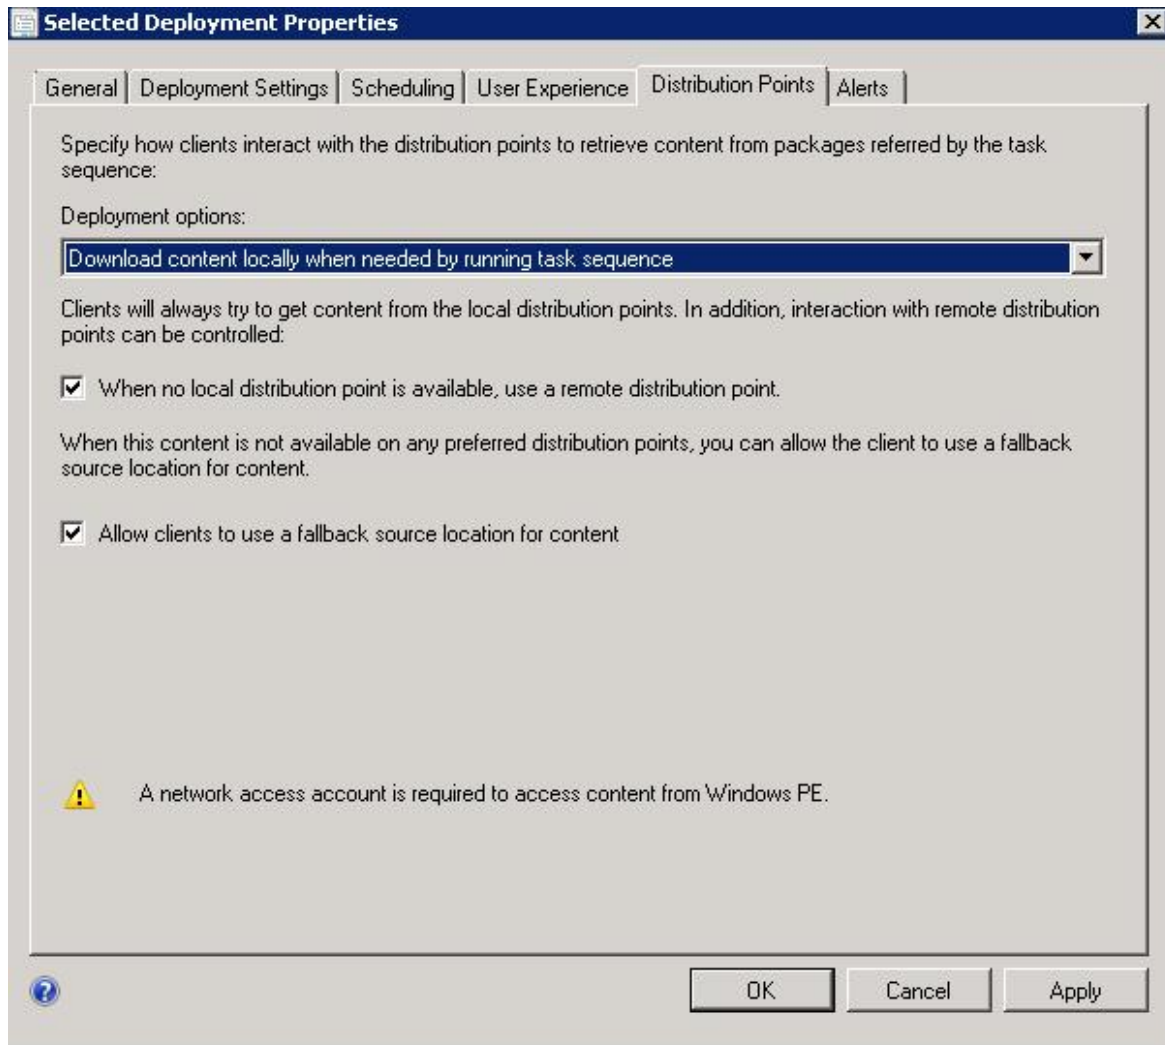 Selected Deployment Properties
General
Deployment Settings
Scheduling
User Experience
Distribution Points
Alerts
Specify how clients interact with the distribution points to retrieve content from packages referred by the task
sequence:
Deployment options:
Download content locally when needed by running task sequence
Clients will always try to get content from the local distribution points. In addition, interaction with remote distribution
points can be controlled:
When no local distribution point is available, use a remote distribution point.
When this content is not available on any preferred distribution points, you can allow the client to use a fallback
source location for content.
Allow clients to use a fallback source location for content
A network access account is required to access content from Windows PE.
OK
Cancel
Apply